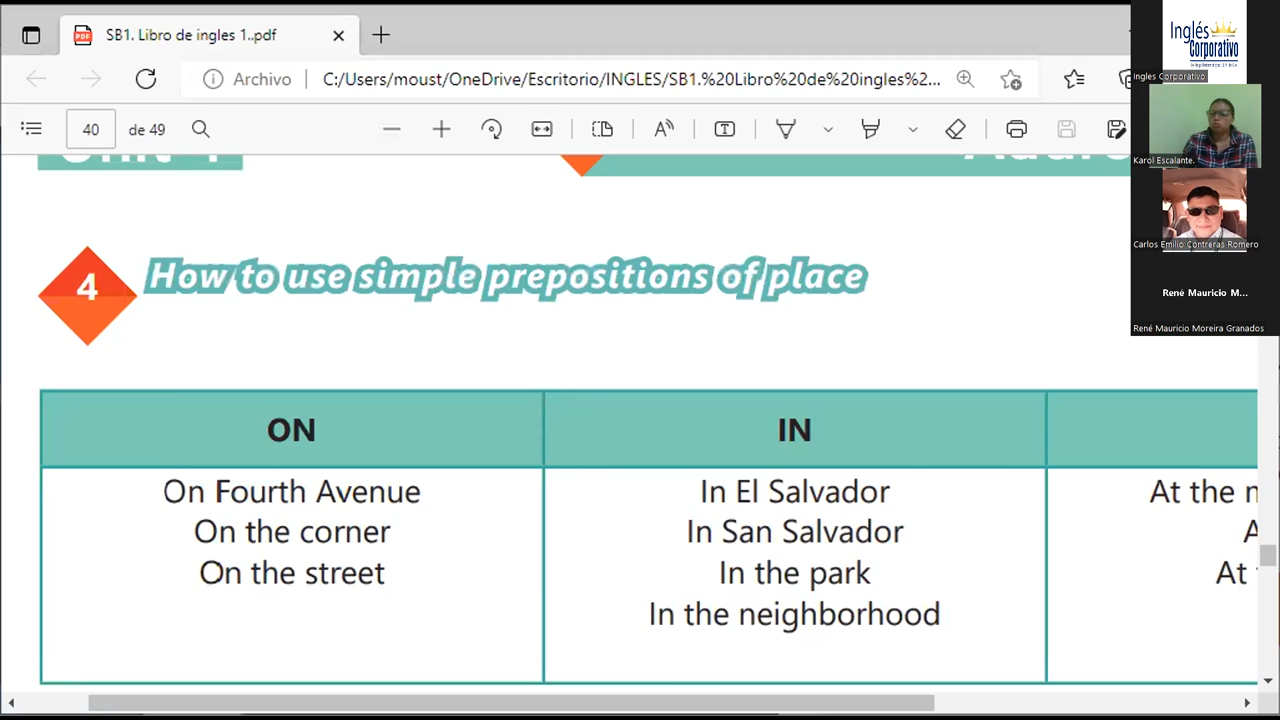 SB1. Libro de ingles 1..pdf
Archivo
C:/Users/moust/OneDrive/Escritorio/INGLES/SB1.%20Libro%20de%20ingles%2...
40 de 49
4
How to use simple prepositions of place
ON
IN
On Fourth Avenue
On the corner
On the street
In El Salvador
In San Salvador
In the park
In the neighborhood
At the
At
Inglés
Corporativo
Ingles Corporativo
Karol Escalante.
Carlos Emilio Contreras Romero
René Mauricio M...
René Mauricio Moreira Granados